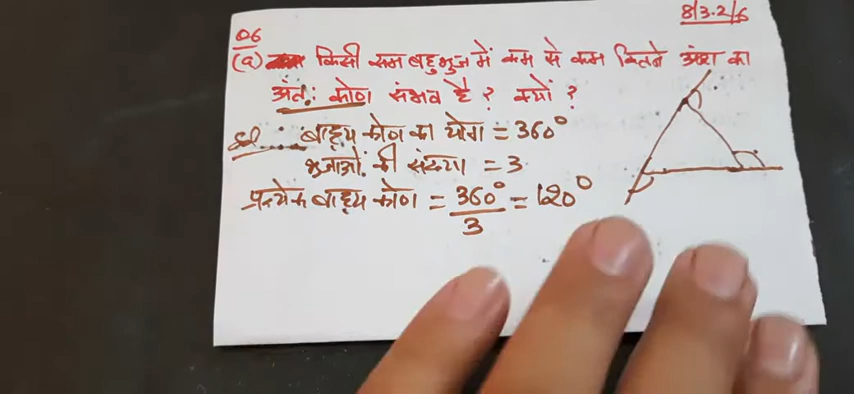 8/3.2/6
06
(a) किसी सम बहुभुज में कम से कम कितने अंश का
अंतः कोण संभव है? क्यों?
Sol.... बाह्य कोण का योग = 360°
भुजाओं की संख्या = 3
प्रत्येक बाह्य कोण = 360°/3 = 120°